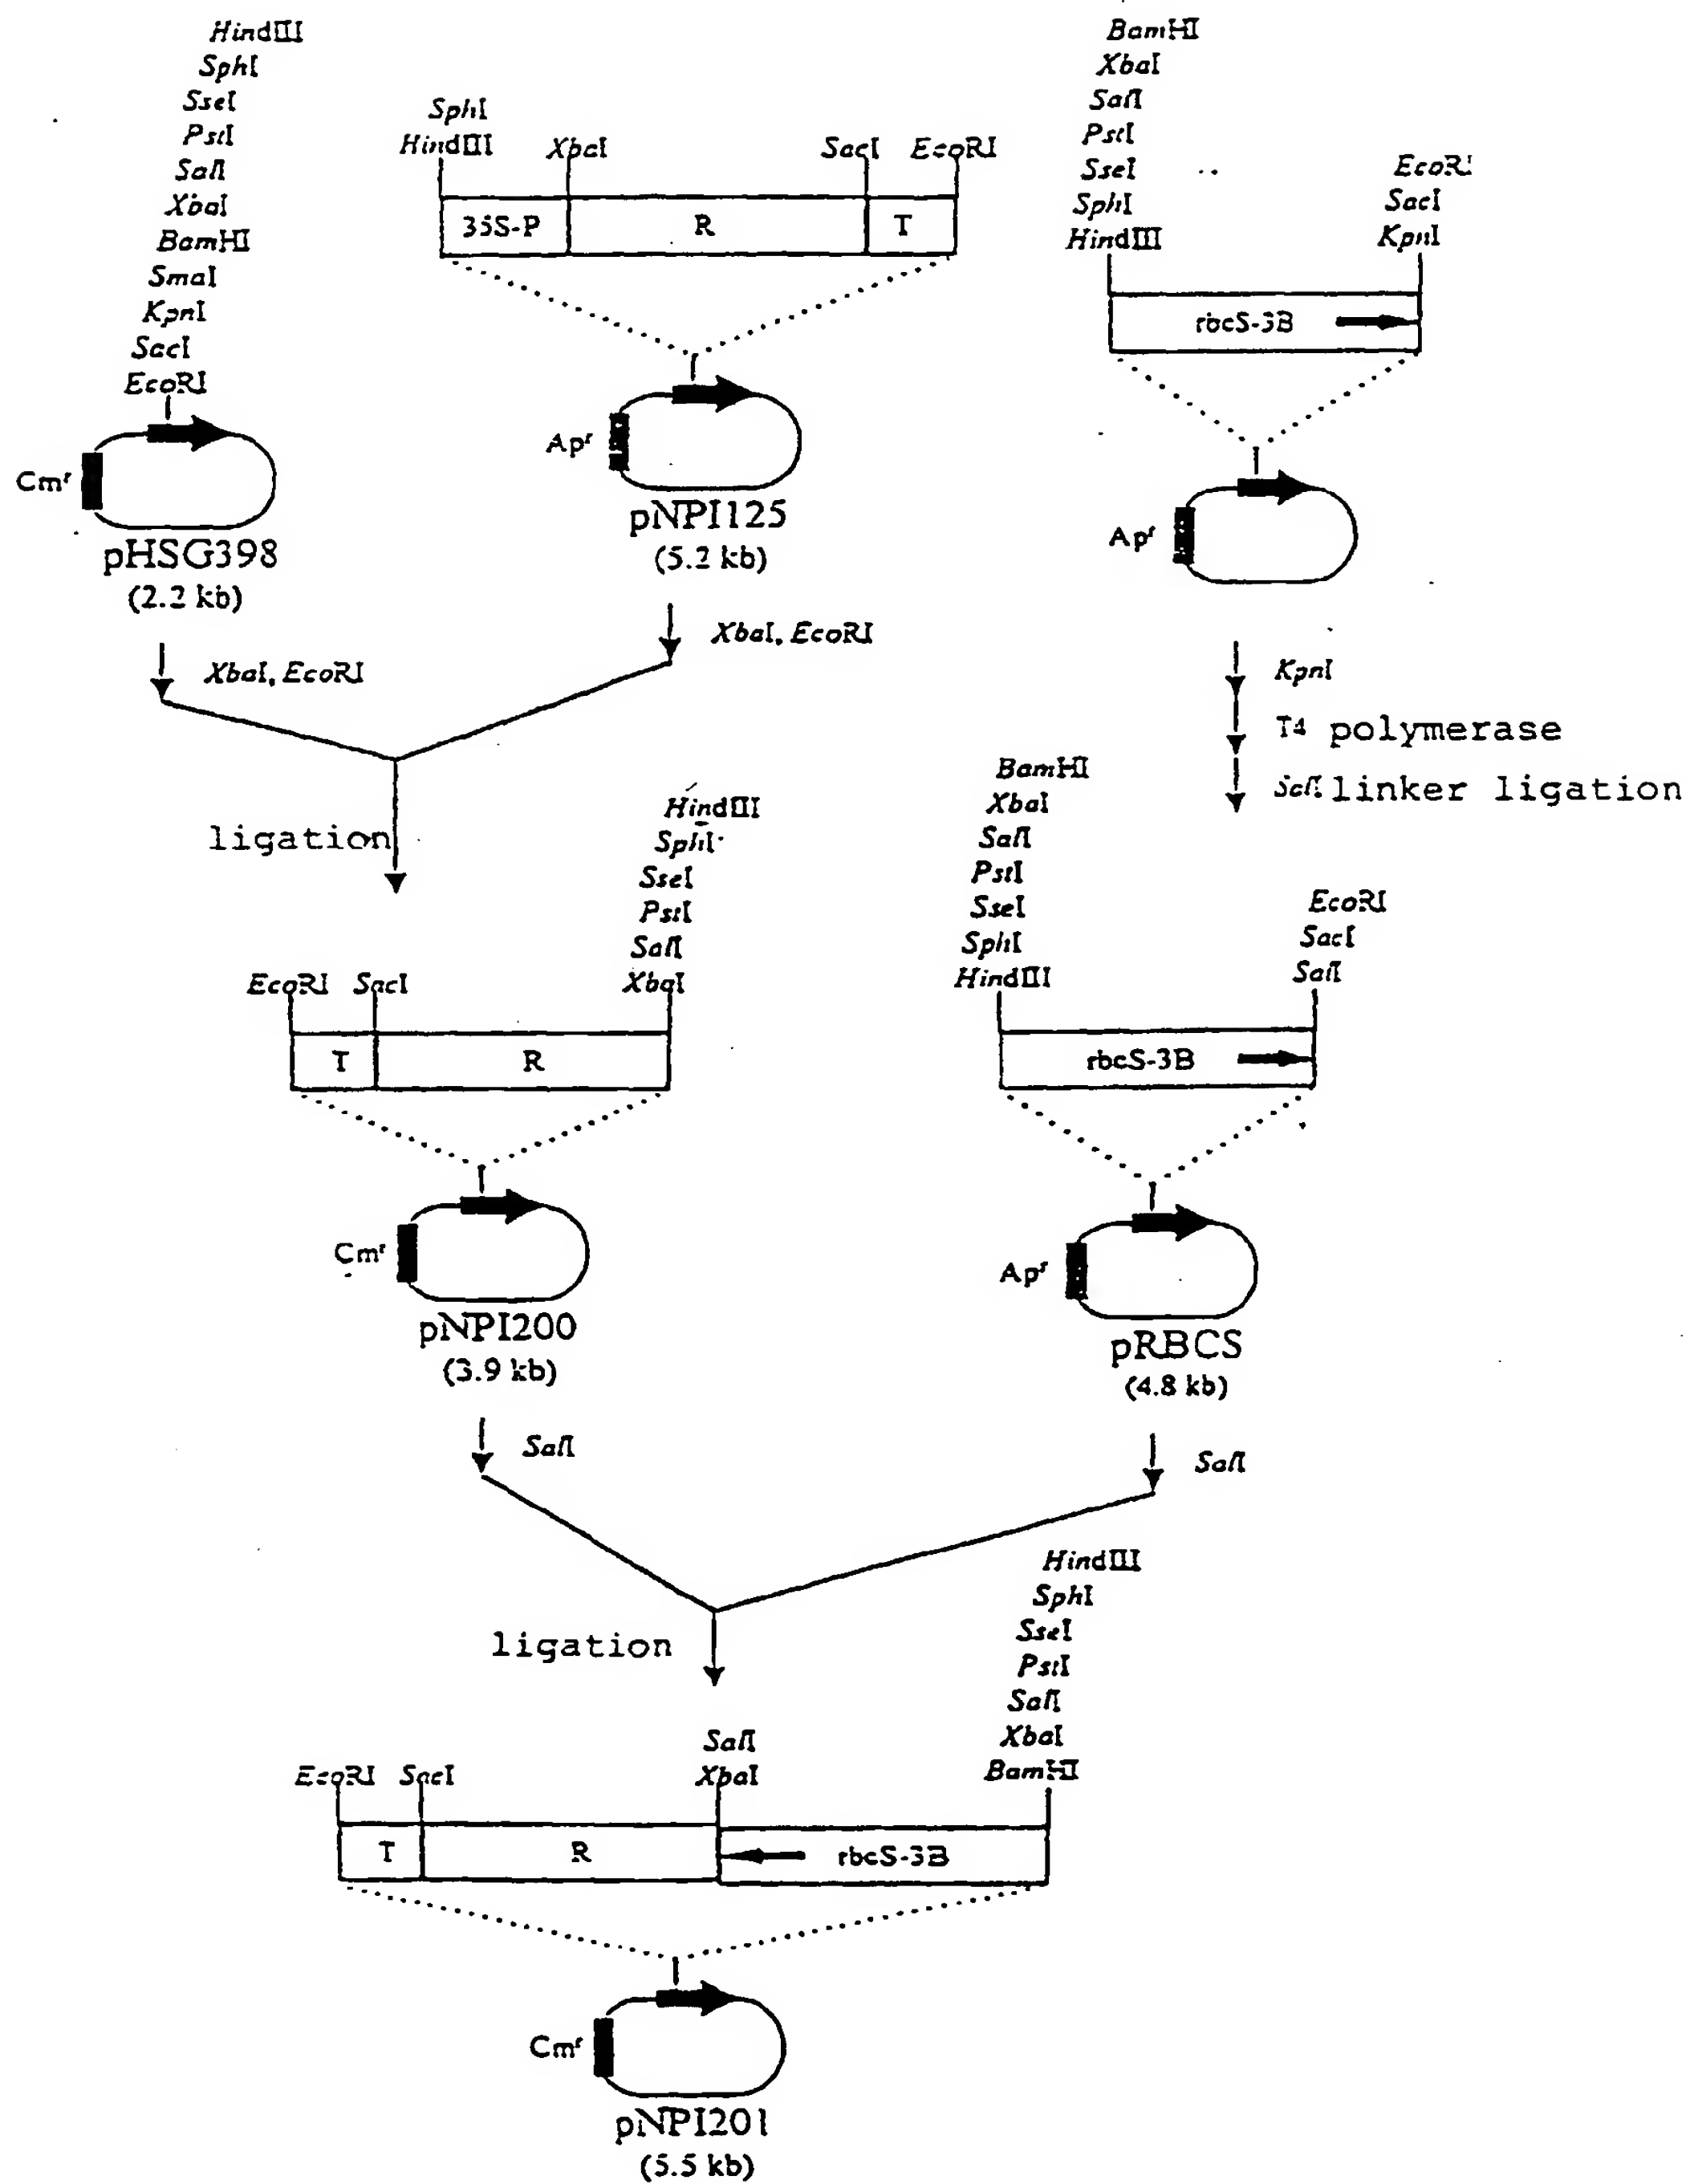 HindIII
SphI
SseI
PstI
SalI
XbaI
BamHI
SmaI
KpnI
SacI
EcoRI
Cmʳ
pHSG398
(2.2 kb)
SphI
HindIII XbaI SacI EcoRI
35S-P R T
Apʳ
pNPI125
(5.2 kb)
BamHI
XbaI
SalI
PstI
SseI
SphI
HindIII
EcoRI
SacI
KpnI
rbcS-3B
Apʳ
XbaI, EcoRI
XbaI, EcoRI
ligation
KpnI
T4 polymerase
SalI linker ligation
HindIII
SphI
SseI
PstI
SalI
EcoRI SacI XbaI
T R
Cmʳ
pNPI200
(3.9 kb)
BamHI
XbaI
SalI
PstI
SseI
SphI
HindIII
EcoRI
SacI
SalI
rbcS-3B
Apʳ
pRBCS
(4.8 kb)
SalI
SalI
ligation
HindIII
SphI
SseI
PstI
SalI
XbaI
BamHI
SalI
EcoRI SacI XbaI
T R rbcS-3B
Cmʳ
pNPI201
(5.5 kb)